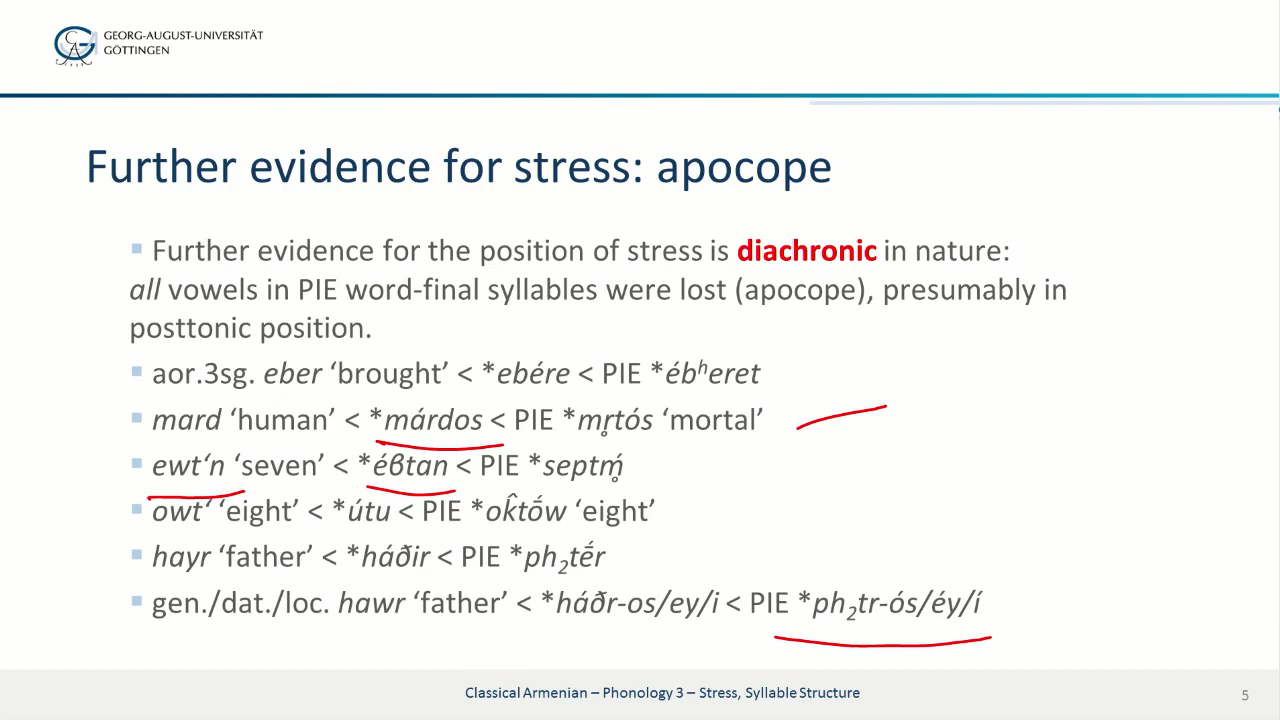 GEORG-AUGUST-UNIVERSITÄT
GÖTTINGEN
Further evidence for stress: apocope
Further evidence for the position of stress is diachronic in nature:
all vowels in PIE word-final syllables were lost (apocope), presumably in
posttonic position.
aor.3sg. eber ‘brought’ < *ebére < PIE *ébʰeret
mard ‘human’ < *márdos < PIE *mr̥tós ‘mortal’
ewt‘n ‘seven’ < *éβtan < PIE *septḿ̥
owt‘ ‘eight’ < *útu < PIE *ok̂tṓw ‘eight’
hayr ‘father’ < *háðir < PIE *ph₂tḗr
gen./dat./loc. hawr ‘father’ < *háðr-os/ey/i < PIE *ph₂tr-ós/éy/í
Classical Armenian – Phonology 3 – Stress, Syllable Structure
5